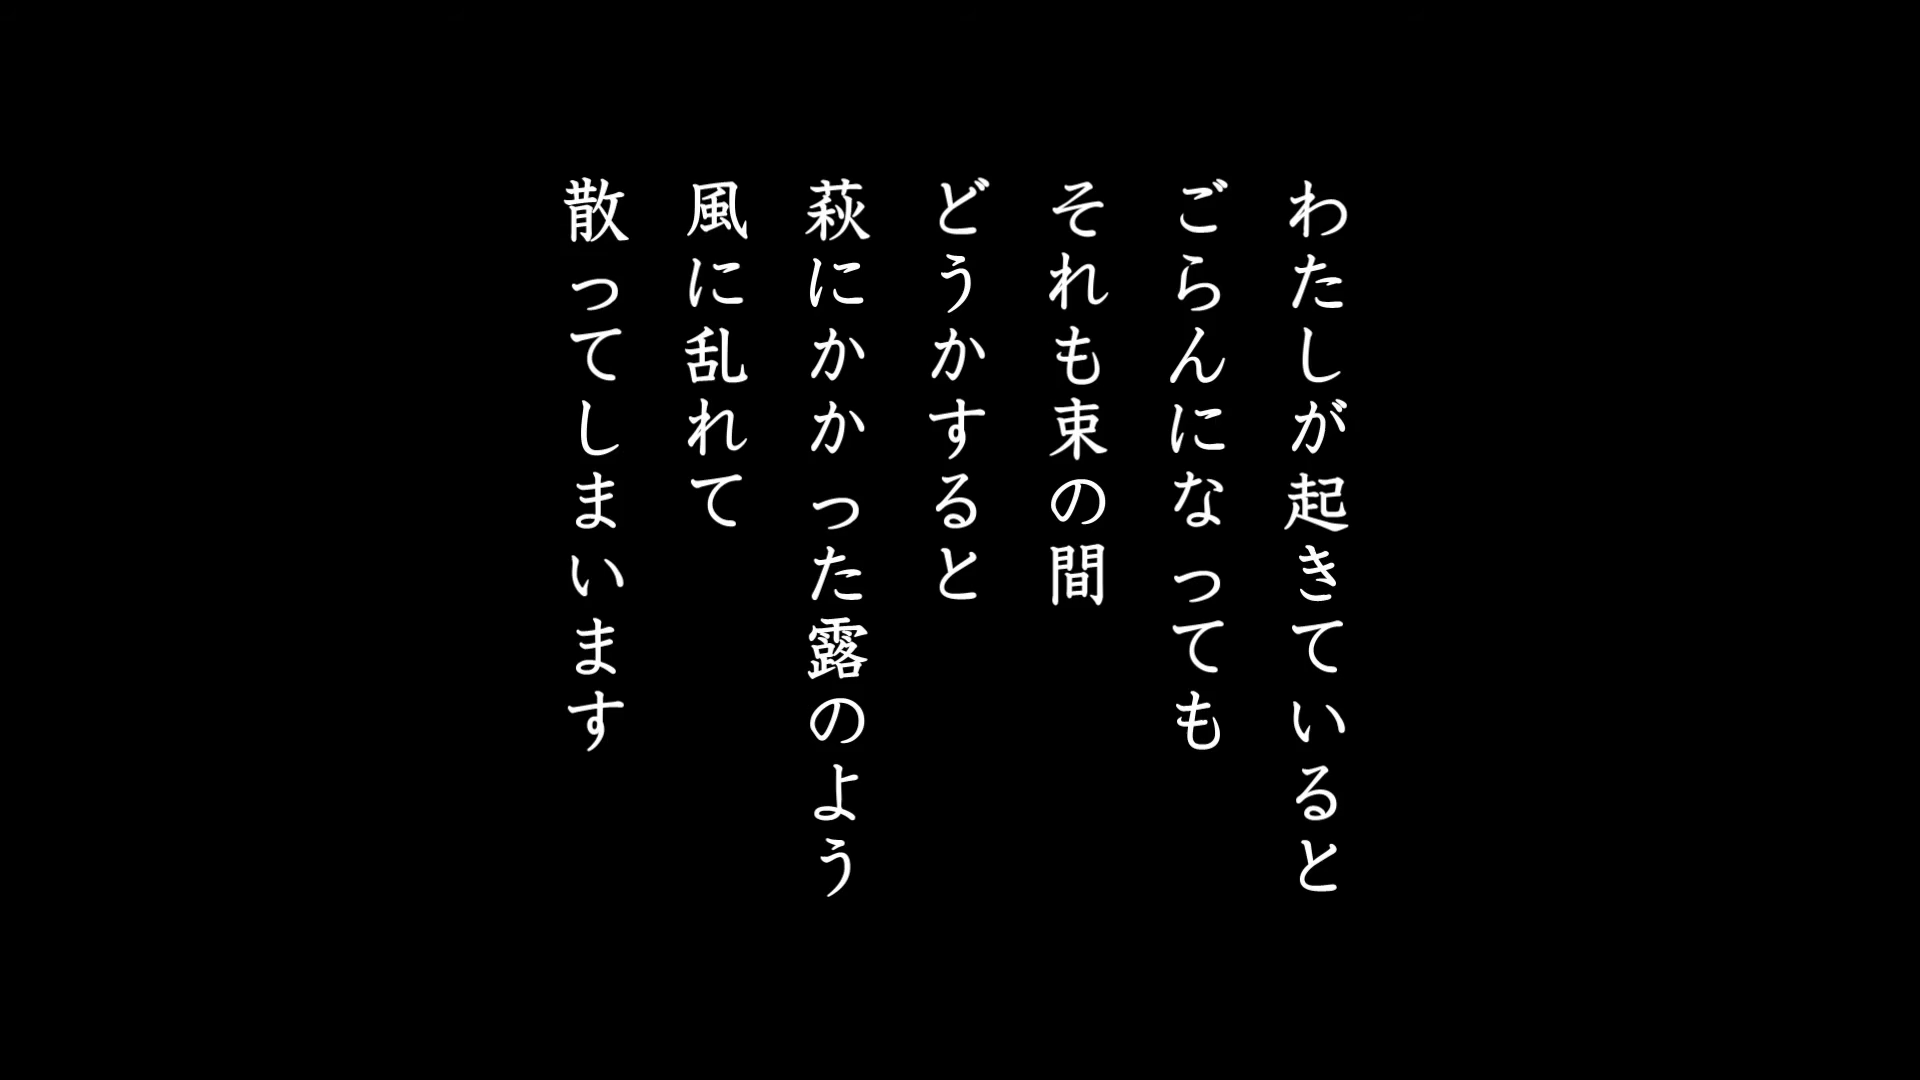 わたしが起きていると
ごらんになっても
それも束の間
どうかすると
萩にかかった露のよう
風に乱れて
散ってしまいます